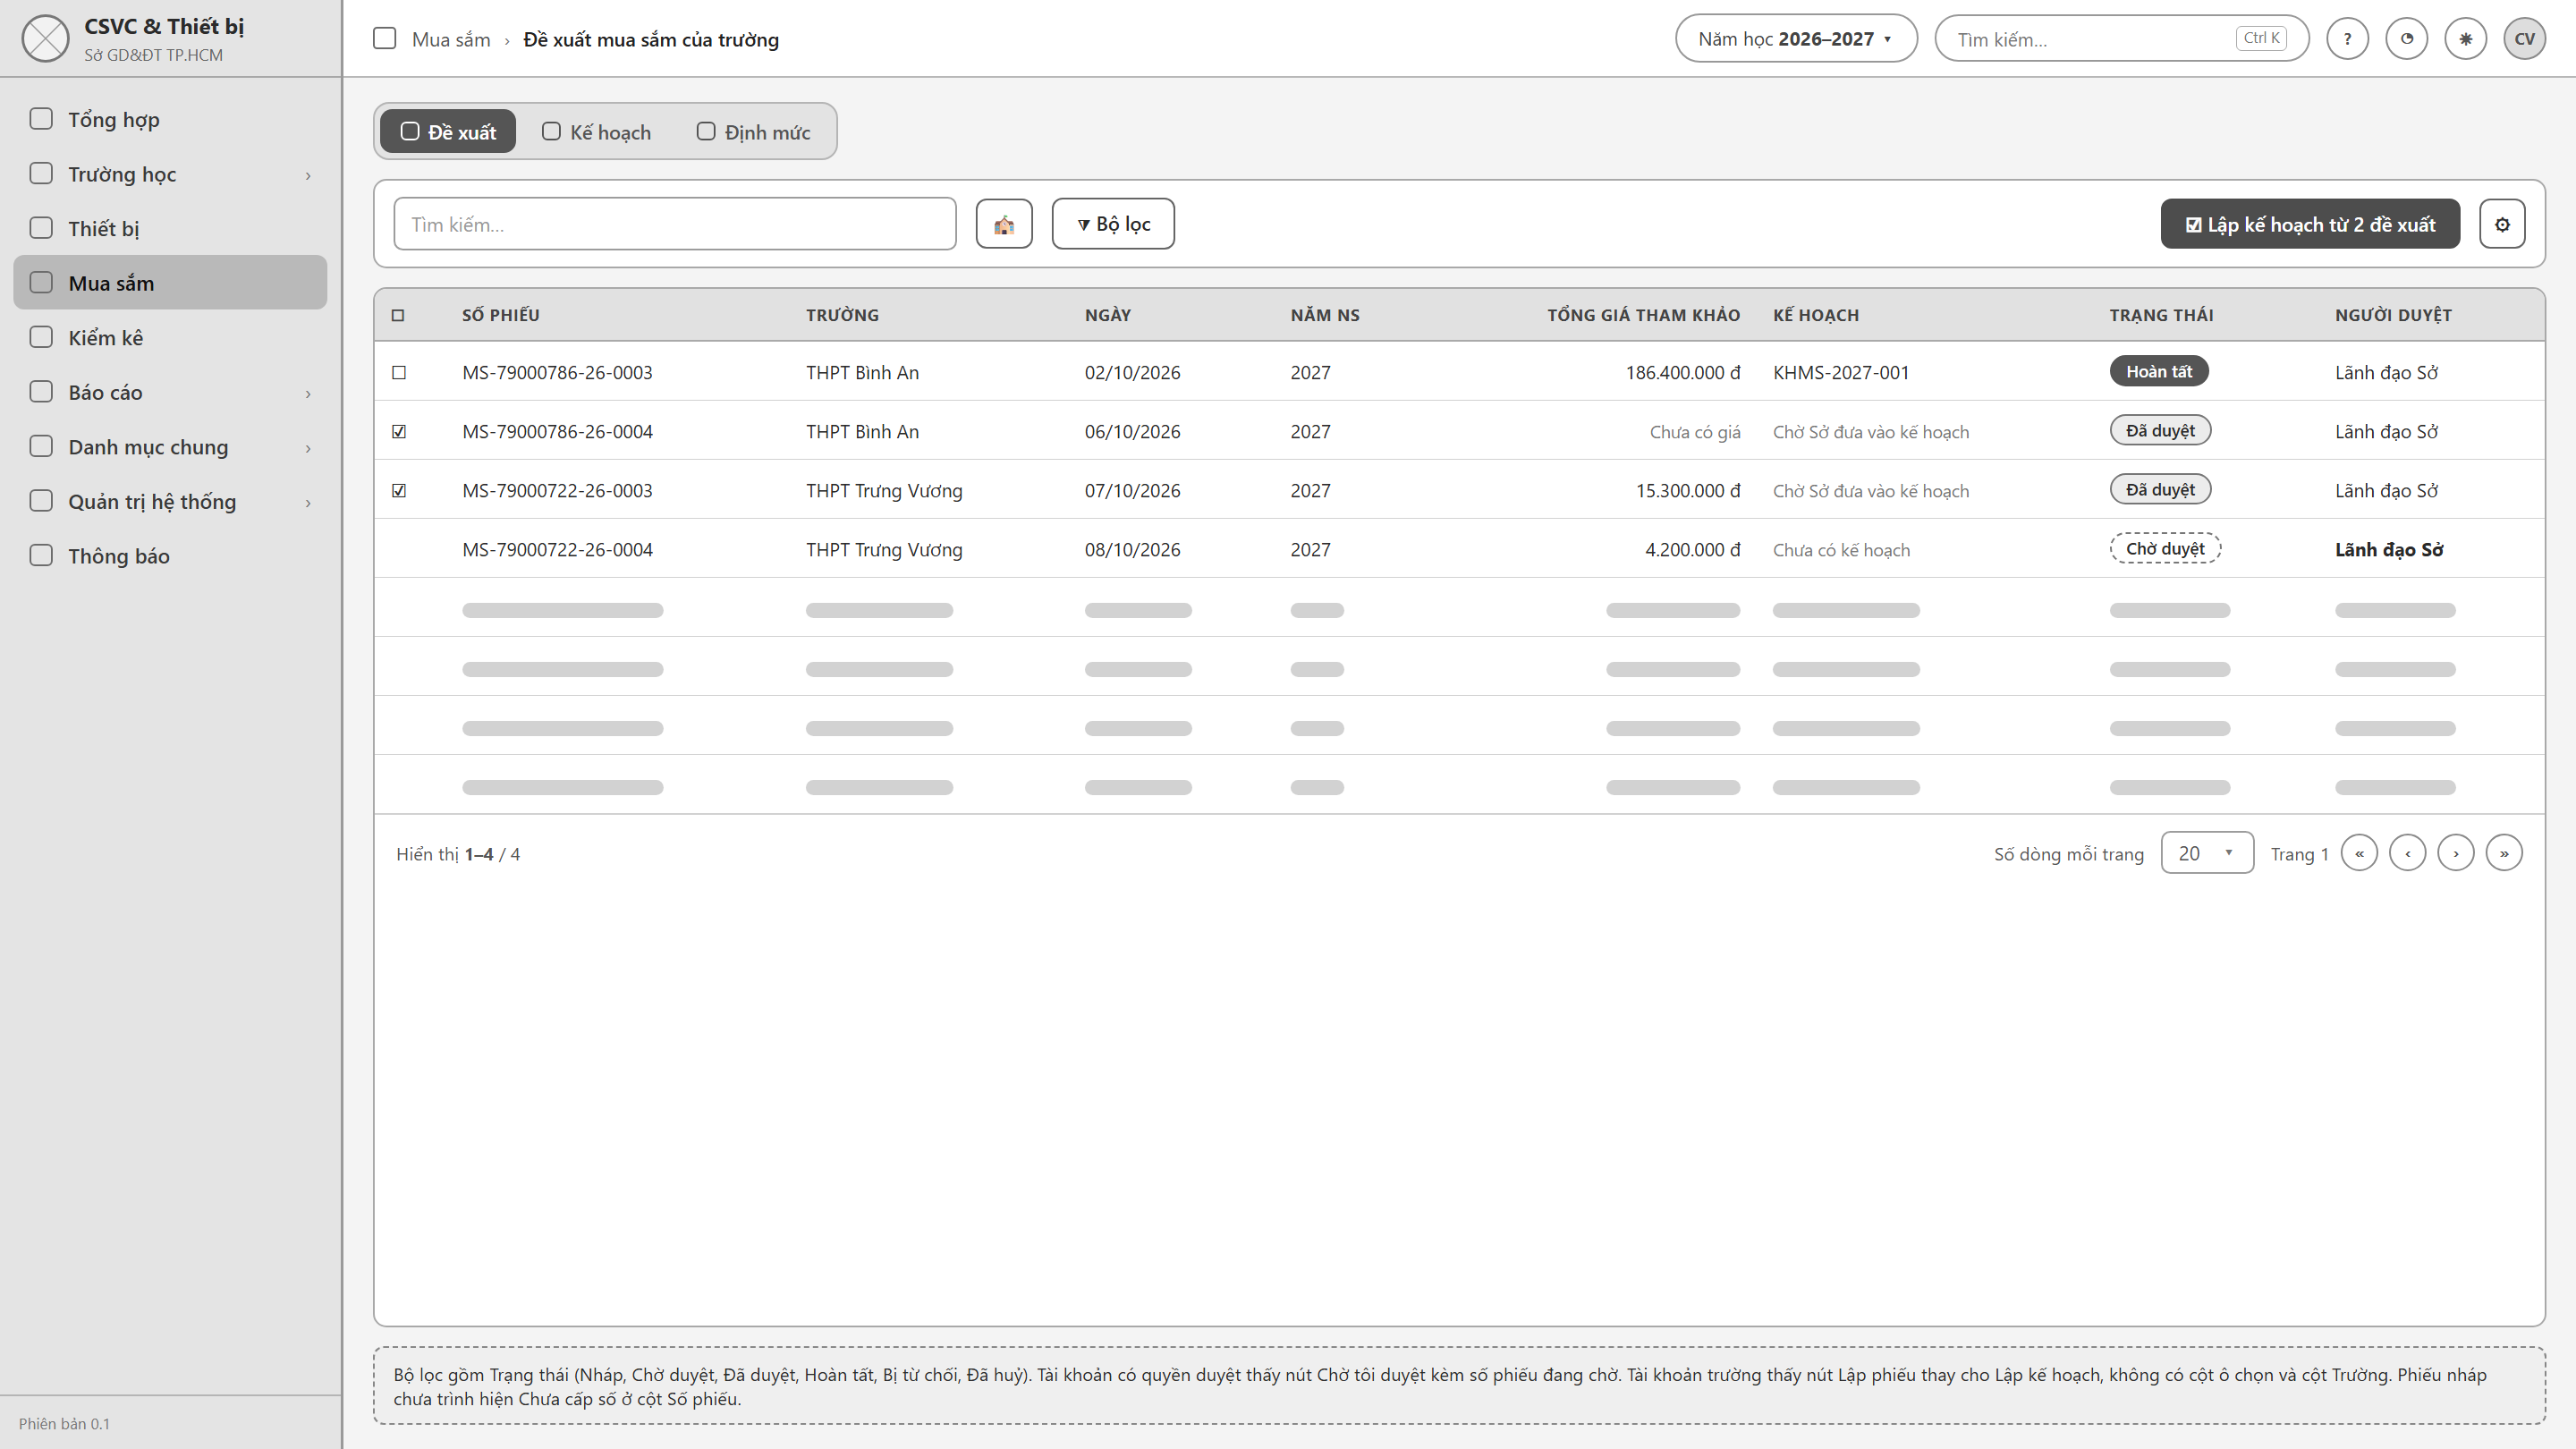 CSVC & Thiết bị
Sở GD&ĐT TP.HCM
Mua sắm › Đề xuất mua sắm của trường
Năm học 2026–2027 ▾
Tìm kiếm... Ctrl K
?
CV
Tổng hợp
Trường học ›
Thiết bị
Mua sắm
Kiểm kê
Báo cáo ›
Danh mục chung ›
Quản trị hệ thống ›
Thông báo
Phiên bản 0.1
Đề xuất Kế hoạch Định mức
Tìm kiếm... Bộ lọc
☑ Lập kế hoạch từ 2 đề xuất
☐ SỐ PHIẾU TRƯỜNG NGÀY NĂM NS TỔNG GIÁ THAM KHẢO KẾ HOẠCH TRẠNG THÁI NGƯỜI DUYỆT
☐ MS-79000786-26-0003 THPT Bình An 02/10/2026 2027 186.400.000 đ KHMS-2027-001 Hoàn tất Lãnh đạo Sở
☑ MS-79000786-26-0004 THPT Bình An 06/10/2026 2027 Chưa có giá Chờ Sở đưa vào kế hoạch Đã duyệt Lãnh đạo Sở
☑ MS-79000722-26-0003 THPT Trưng Vương 07/10/2026 2027 15.300.000 đ Chờ Sở đưa vào kế hoạch Đã duyệt Lãnh đạo Sở
MS-79000722-26-0004 THPT Trưng Vương 08/10/2026 2027 4.200.000 đ Chưa có kế hoạch Chờ duyệt Lãnh đạo Sở
Hiển thị 1–4 / 4
Số dòng mỗi trang 20 ▾ Trang 1 « ‹ › »
Bộ lọc gồm Trạng thái (Nháp, Chờ duyệt, Đã duyệt, Hoàn tất, Bị từ chối, Đã huỷ). Tài khoản có quyền duyệt thấy nút Chờ tôi duyệt kèm số phiếu đang chờ. Tài khoản trường thấy nút Lập phiếu thay cho Lập kế hoạch, không có cột ô chọn và cột Trường. Phiếu nháp
chưa trình hiện Chưa cấp số ở cột Số phiếu.